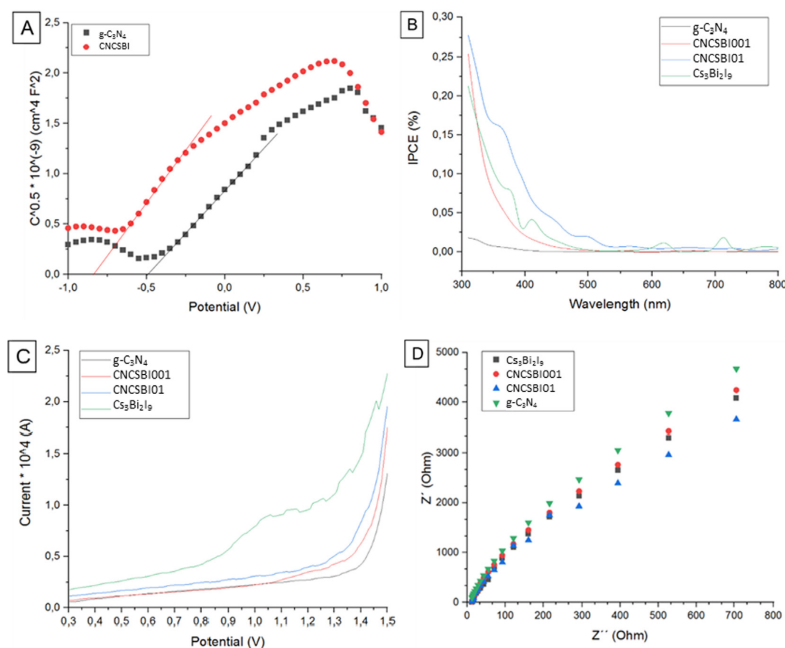 A
g-C₃N₄
CNCSBI
C^0.5 * 10^(-9) (cm^4 F^2)
2,5
2,0
1,5
1,0
0,5
0,0
-1,0 -0,5 0,0 0,5 1,0
Potential (V)
B
g-C₃N₄
CNCSBI001
CNCSBI01
Cs₃Bi₂I₉
IPCE (%)
0,30
0,25
0,20
0,15
0,10
0,05
0,00
300 400 500 600 700 800
Wavelength (nm)
C
g-C₃N₄
CNCSBI001
CNCSBI01
Cs₃Bi₂I₉
Current * 10^4 (A)
2,5
2,0
1,5
1,0
0,5
0,0
0,3 0,4 0,5 0,6 0,7 0,8 0,9 1,0 1,1 1,2 1,3 1,4 1,5
Potential (V)
D
Cs₃Bi₂I₉
CNCSBI001
CNCSBI01
g-C₃N₄
Z´ (Ohm)
5000
4000
3000
2000
1000
0
0 100 200 300 400 500 600 700 800
Z´´ (Ohm)